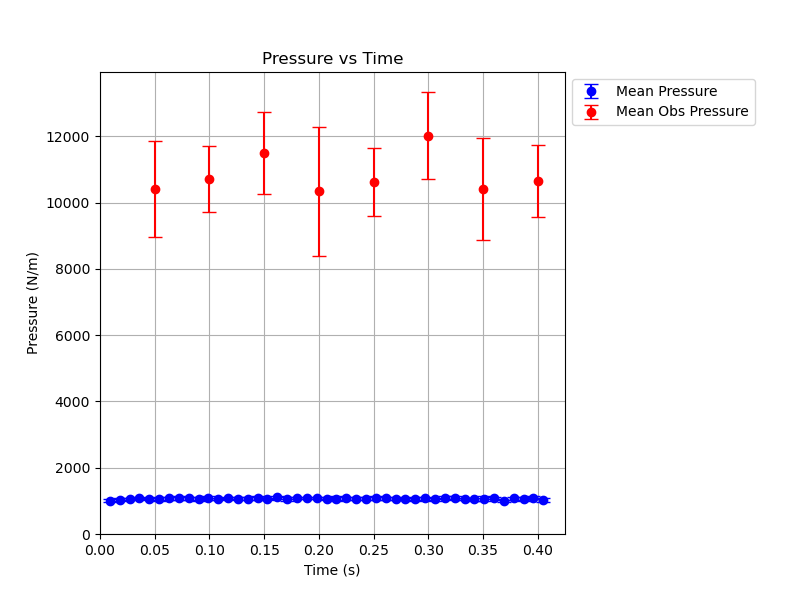 Pressure vs Time
Mean Pressure
Mean Obs Pressure
Pressure (N/m)
12000
10000
8000
6000
4000
2000
0
0.00 0.05 0.10 0.15 0.20 0.25 0.30 0.35 0.40
Time (s)